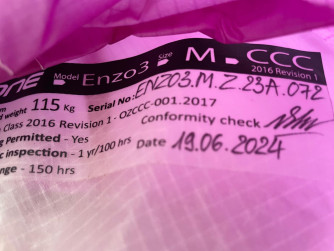 one Model Enzo3 Size M CCC
2016 Revision 1
weight 115 Kg Serial No: ENZO3.M.Z.23A.072
Class 2016 Revision 1 - OZCCC-001.2017
Permitted - Yes Conformity check
inspection - 1 yr/100 hrs Date 19.06.2024
150 hrs